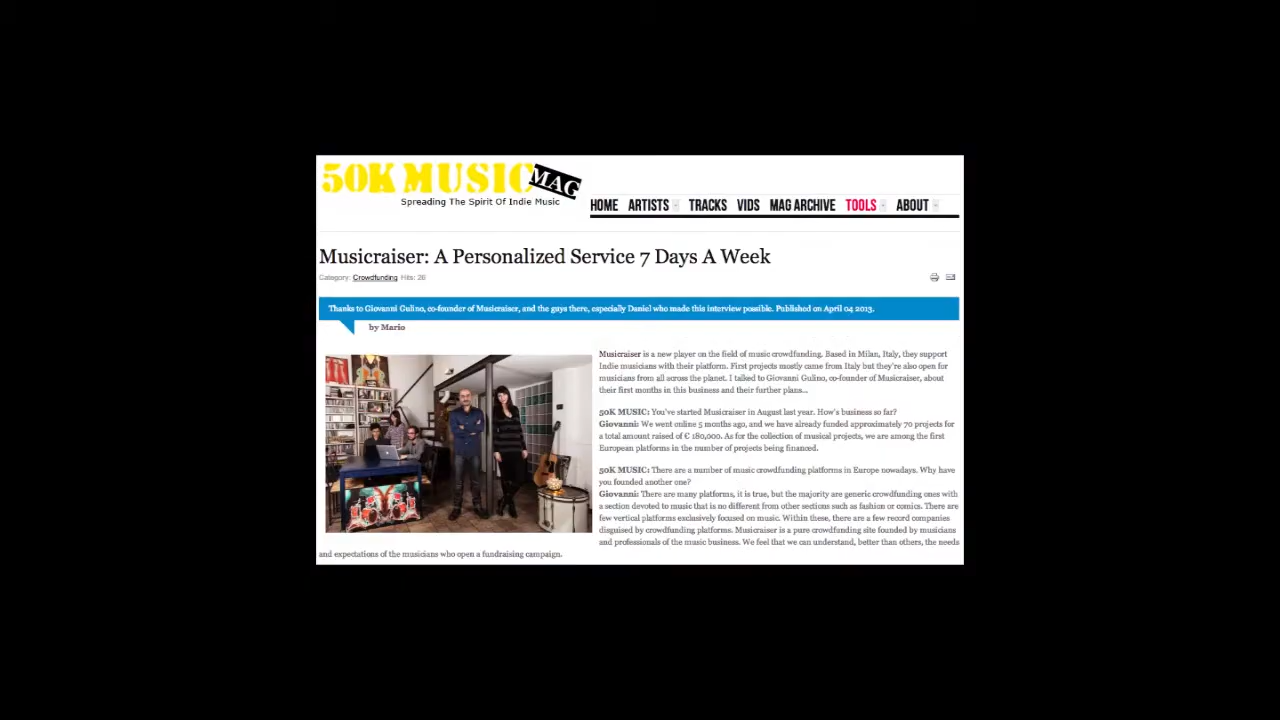 50K MUSIC MAG
Spreading The Spirit Of Indie Music
HOME ARTISTS TRACKS VIDS MAG ARCHIVE TOOLS ABOUT
Musicraiser: A Personalized Service 7 Days A Week
Category: Crowdfunding Hits: 26
Thanks to Giovanni Gulino, co-founder of Musicraiser, and the guys there, especially Daniel who made this interview possible. Published on April 04 2013.
by Mario
Musicraiser is a new player on the field of music crowdfunding. Based in Milan, Italy, they support
Indie musicians with their platform. First projects mostly came from Italy but they're also open for
musicians from all across the planet. I talked to Giovanni Gulino, co-founder of Musicraiser, about
their first months in this business and their further plans...
50K MUSIC: You've started Musicraiser in August last year. How's business so far?
Giovanni: We went online 5 months ago, and we have already funded approximately 70 projects for
a total amount raised of € 180,000. As for the collection of musical projects, we are among the first
European platforms in the number of projects being financed.
50K MUSIC: There are a number of music crowdfunding platforms in Europe nowadays. Why have
you founded another one?
Giovanni: There are many platforms, it is true, but the majority are generic crowdfunding ones with
a section devoted to music that is no different from other sections such as fashion or comics. There are
few vertical platforms exclusively focused on music. Within these, there are a few record companies
disguised by crowdfunding platforms. Musicraiser is a pure crowdfunding site founded by musicians
and professionals of the music business. We feel that we can understand, better than others, the needs
and expectations of the musicians who open a fundraising campaign.